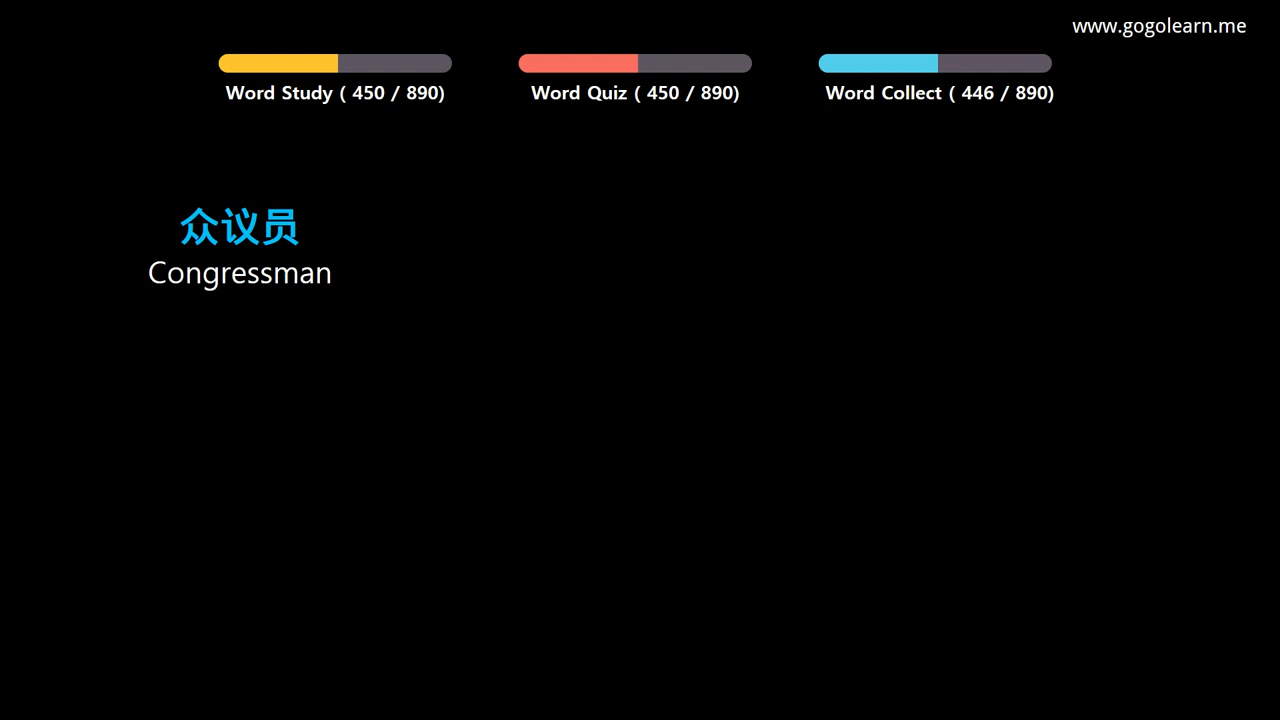 www.gogolearn.me
Word Study ( 450 / 890)
Word Quiz ( 450 / 890)
Word Collect ( 446 / 890)
众议员
Congressman